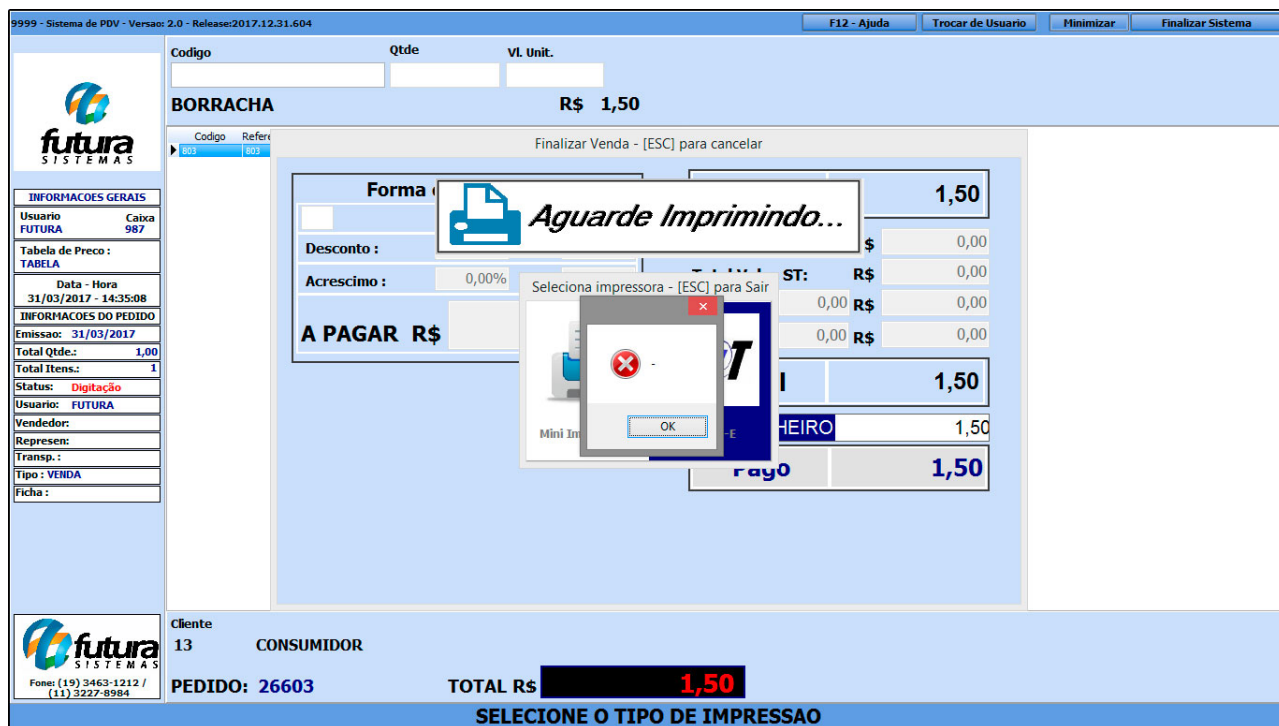 9999 - Sistema de PDV - Versao: 2.0 - Release:2017.12.31.604
F12 - Ajuda
Trocar de Usuario
Minimizar
Finalizar Sistema
futura
SISTEMAS
INFORMACOES GERAIS
Usuario Caixa
FUTURA 987
Tabela de Preco :
TABELA
Data - Hora
31/03/2017 - 14:35:08
INFORMACOES DO PEDIDO
Emissao: 31/03/2017
Total Qtde.: 1,00
Total Itens.: 1
Status: Digitação
Usuario: FUTURA
Vendedor:
Represen:
Transp. :
Tipo : VENDA
Ficha :
futura
SISTEMAS
Fone: (19) 3463-1212 /
(11) 3227-8984
Codigo Qtde Vl. Unit.
BORRACHA R$ 1,50
Codigo
803 803
Finalizar Venda - [ESC] para cancelar
Forma
Desconto :
Acrescimo : 0,00%
A PAGAR R$
Aguarde Imprimindo...
1,50
$ 0,00
ST: R$ 0,00
0,00 R$ 0,00
0,00 R$ 0,00
1,50
1,50
Pago 1,50
Seleciona impressora - [ESC] para Sair
Mini
-
OK
Cliente
13 CONSUMIDOR
PEDIDO: 26603 TOTAL R$ 1,50
SELECIONE O TIPO DE IMPRESSAO